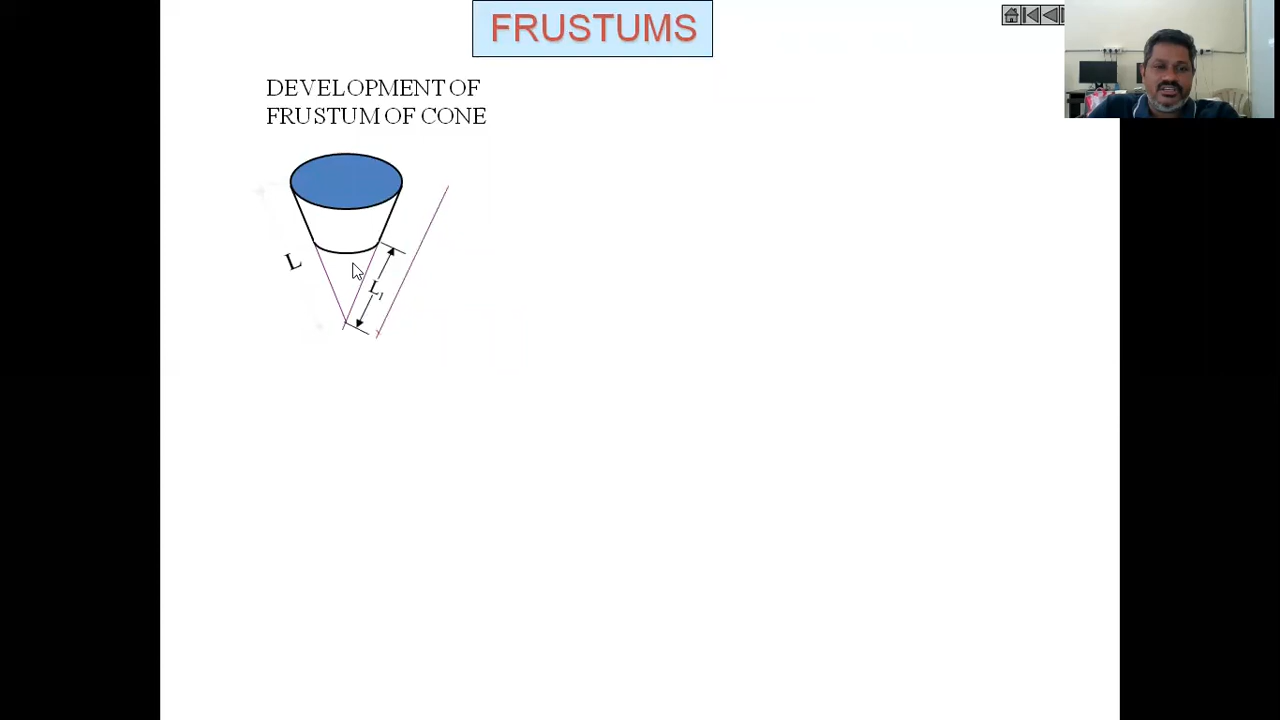 FRUSTUMS
DEVELOPMENT OF
FRUSTUM OF CONE
L
L₁